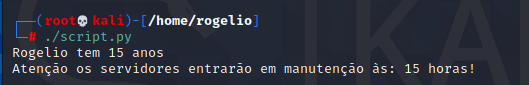 ┌──(root💀kali)-[/home/rogelio]
└─# ./script.py
Rogelio tem 15 anos
Atenção os servidores entrarão em manutenção às: 15 horas!